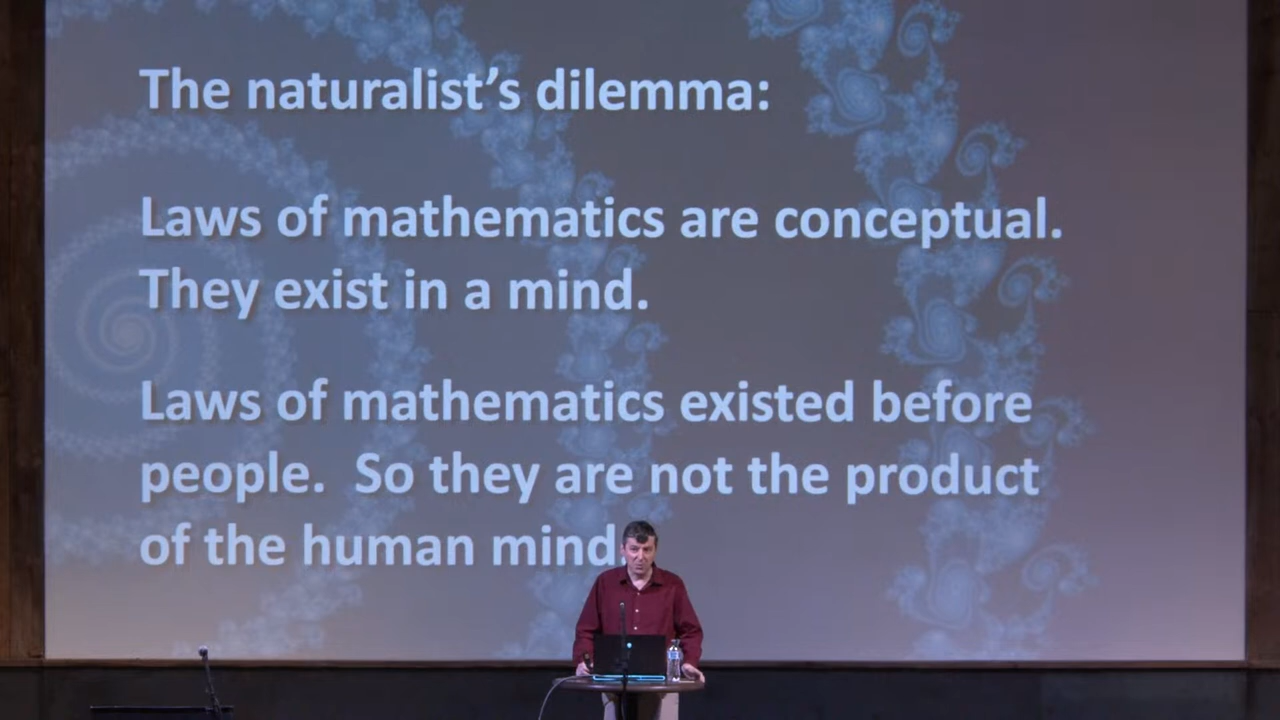 The naturalist’s dilemma:
Laws of mathematics are conceptual.
They exist in a mind.
Laws of mathematics existed before
people.  So they are not the product
of the human mind.